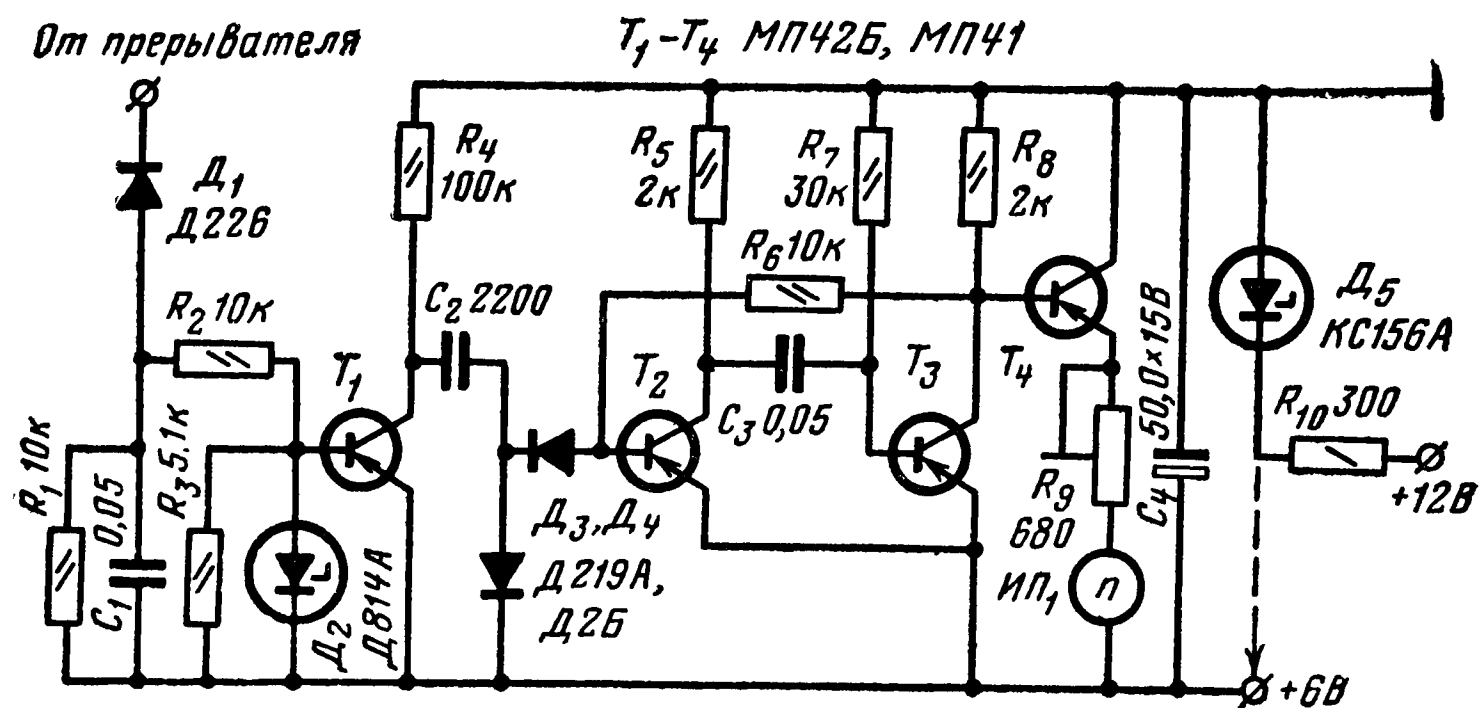 От прерывателя
T1-T4 МП42Б, МП41
Д1
Д226
R4
100к
R5
2к
R7
30к
R8
2к
R6 10к
R2 10к
C2 2200
T1
T2
T3
T4
C3 0,05
Д5
КС156А
50,0×15В
C4
R10 300
+12В
R1 10к
0,05
C1
R3 5.1к
Д2
Д814А
Д3, Д4
Д219А,
Д2Б
R9
680
ИП1
n
+6В